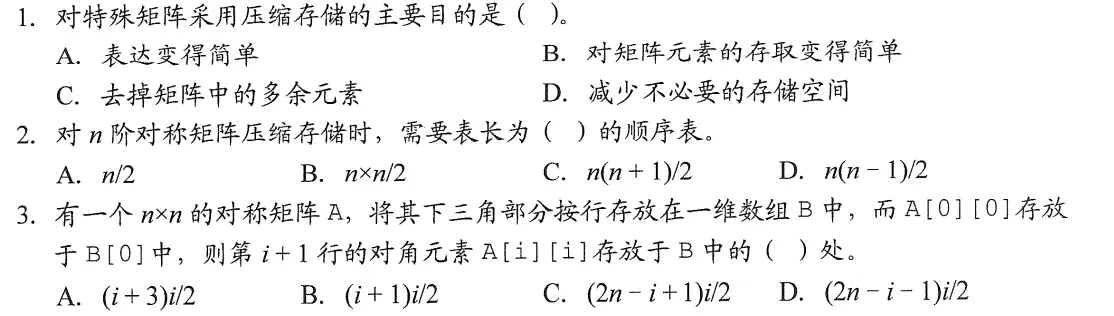 1. 对特殊矩阵采用压缩存储的主要目的是（ ）。
A. 表达变得简单 B. 对矩阵元素的存取变得简单
C. 去掉矩阵中的多余元素 D. 减少不必要的存储空间
2. 对 n 阶对称矩阵压缩存储时，需要表长为（ ）的顺序表。
A. n/2 B. n×n/2 C. n(n + 1)/2 D. n(n − 1)/2
3. 有一个 n×n 的对称矩阵 A，将其下三角部分按行存放在一维数组 B 中，而 A[0][0]存放
于 B[0]中，则第 i + 1 行的对角元素 A[i][i]存放于 B 中的（ ）处。
A. (i + 3)i/2 B. (i + 1)i/2 C. (2n − i + 1)i/2 D. (2n − i − 1)i/2